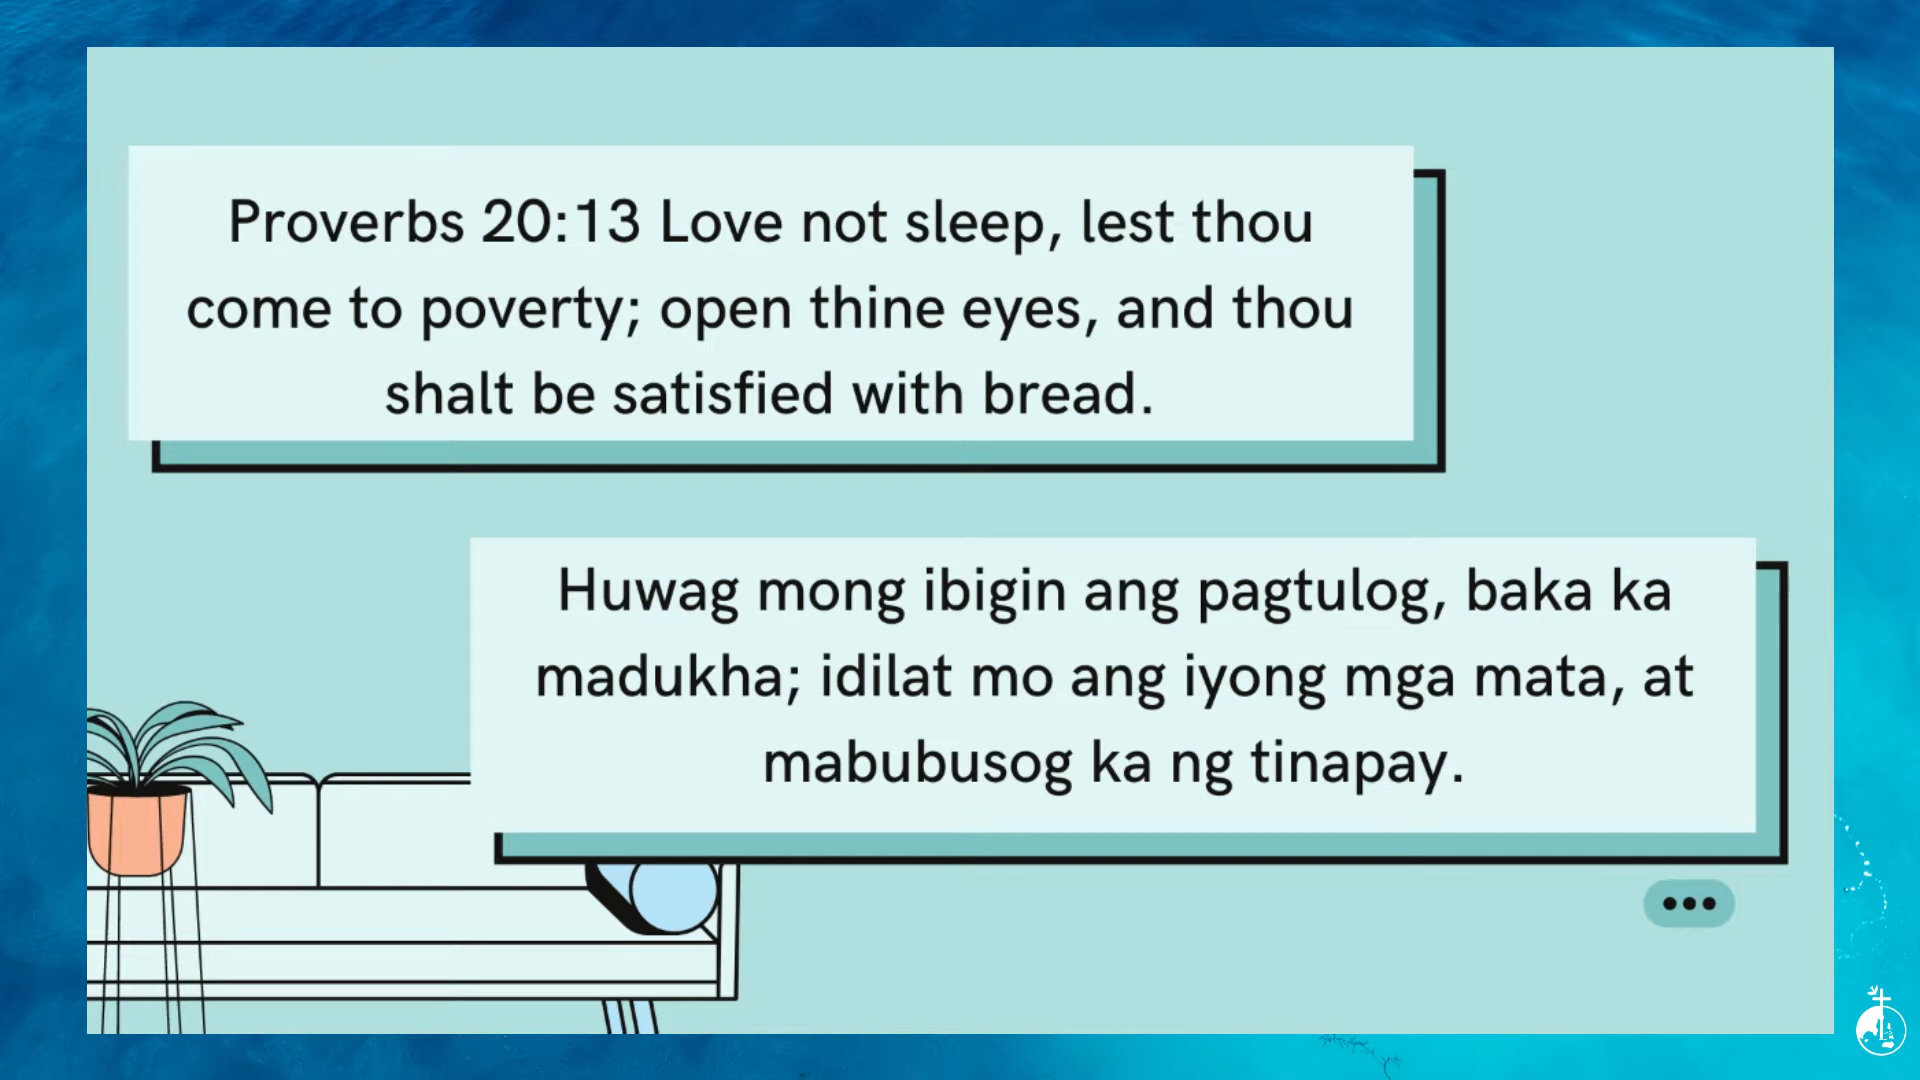 Proverbs 20:13 Love not sleep, lest thou
come to poverty; open thine eyes, and thou
shalt be satisfied with bread.
Huwag mong ibigin ang pagtulog, baka ka
madukha; idilat mo ang iyong mga mata, at
mabubusog ka ng tinapay.